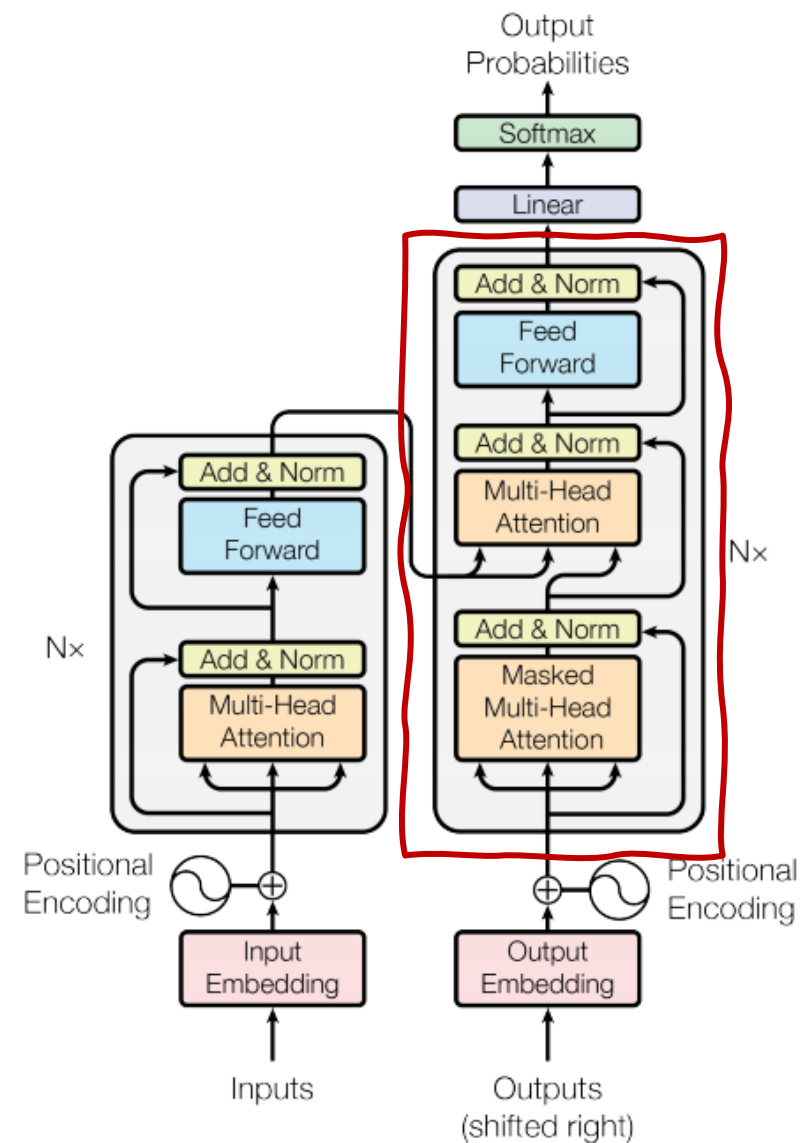 Output
Probabilities
Softmax
Linear
Add & Norm
Feed
Forward
Add & Norm
Multi-Head
Attention
Nx
Add & Norm
Masked
Multi-Head
Attention
Add & Norm
Feed
Forward
Nx
Add & Norm
Multi-Head
Attention
Positional
Encoding
Positional
Encoding
Input
Embedding
Output
Embedding
Inputs
Outputs
(shifted right)